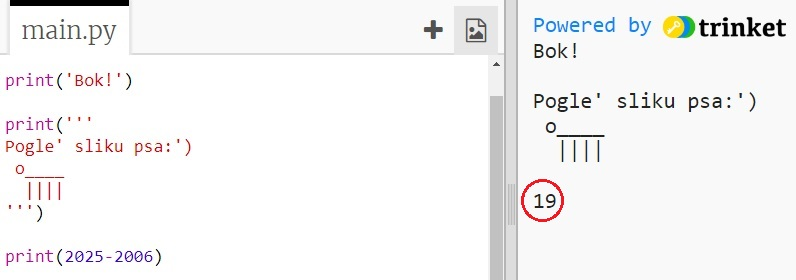 main.py
+
print('Bok!')
print('''
Pogle' sliku psa:')
 o____
  ||||
''')
print(2025-2006)
Powered by trinket
Bok!
Pogle' sliku psa:')
 o____
  ||||
19